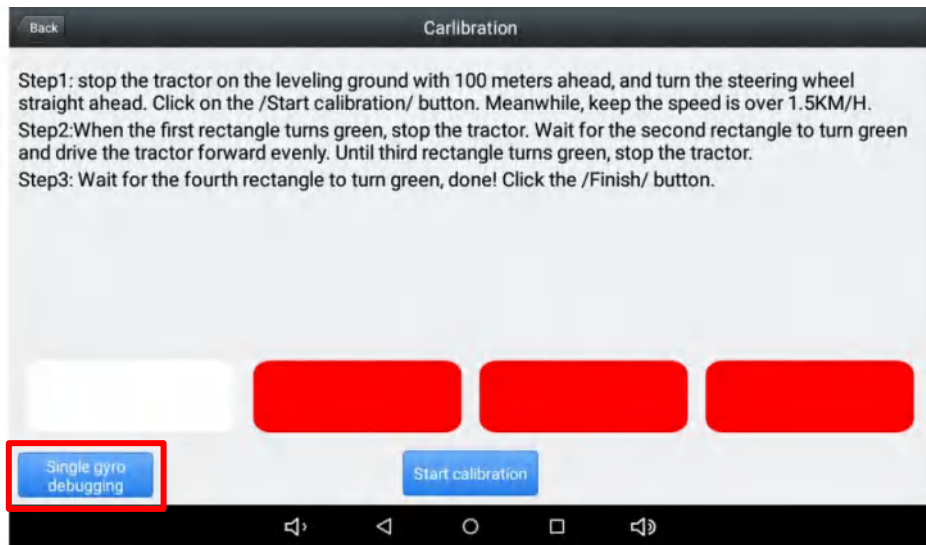 Back
Carlibration
Step1: stop the tractor on the leveling ground with 100 meters ahead, and turn the steering wheel
straight ahead. Click on the /Start calibration/ button. Meanwhile, keep the speed is over 1.5KM/H.
Step2:When the first rectangle turns green, stop the tractor. Wait for the second rectangle to turn green
and drive the tractor forward evenly. Until third rectangle turns green, stop the tractor.
Step3: Wait for the fourth rectangle to turn green, done! Click the /Finish/ button.
Single gyro
debugging
Start calibration